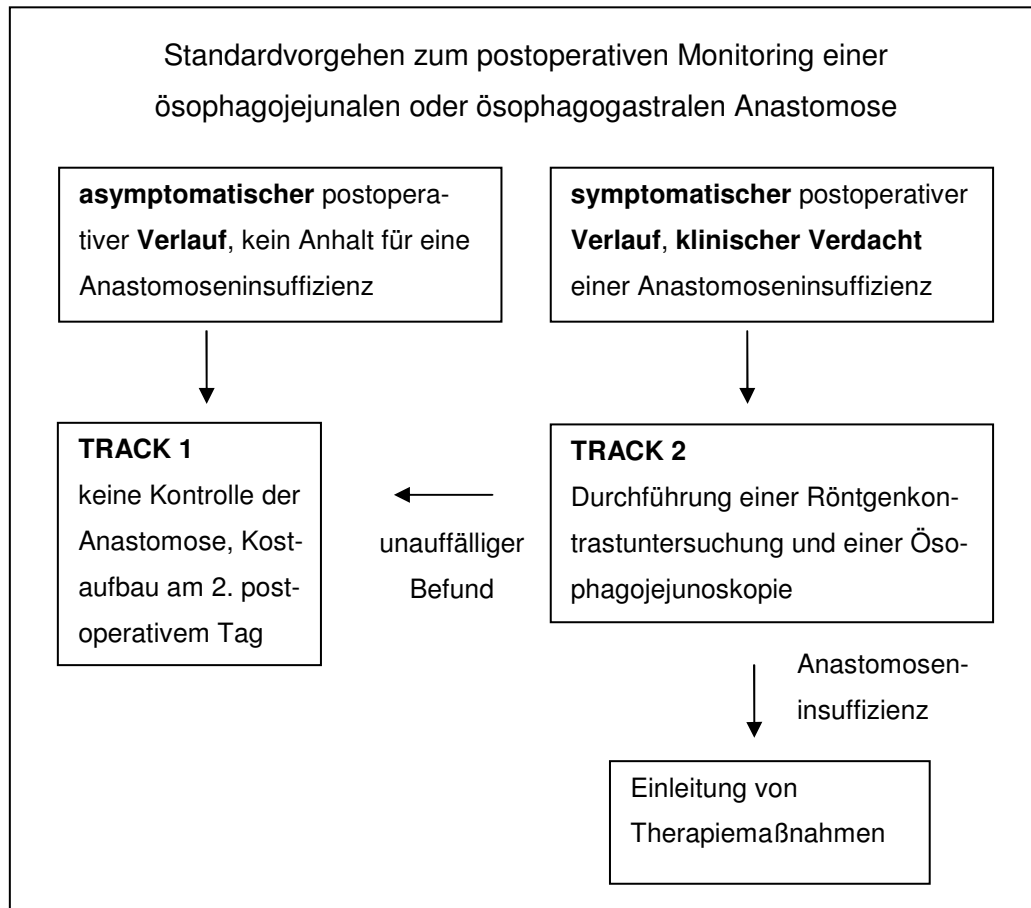 Standardvorgehen zum postoperativen Monitoring einer
ösophagojejunalen oder ösophagogastralen Anastomose
asymptomatischer postopera-
tiver Verlauf, kein Anhalt für eine
Anastomoseninsuffizienz
symptomatischer postoperativer
Verlauf, klinischer Verdacht
einer Anastomoseninsuffizienz
TRACK 1
keine Kontrolle der
Anastomose, Kost-
aufbau am 2. post-
operativem Tag
unauffälliger
Befund
TRACK 2
Durchführung einer Röntgenkon-
trastuntersuchung und einer Öso-
phagojejunoskopie
Anastomosen-
insuffizienz
Einleitung von
Therapiemaßnahmen